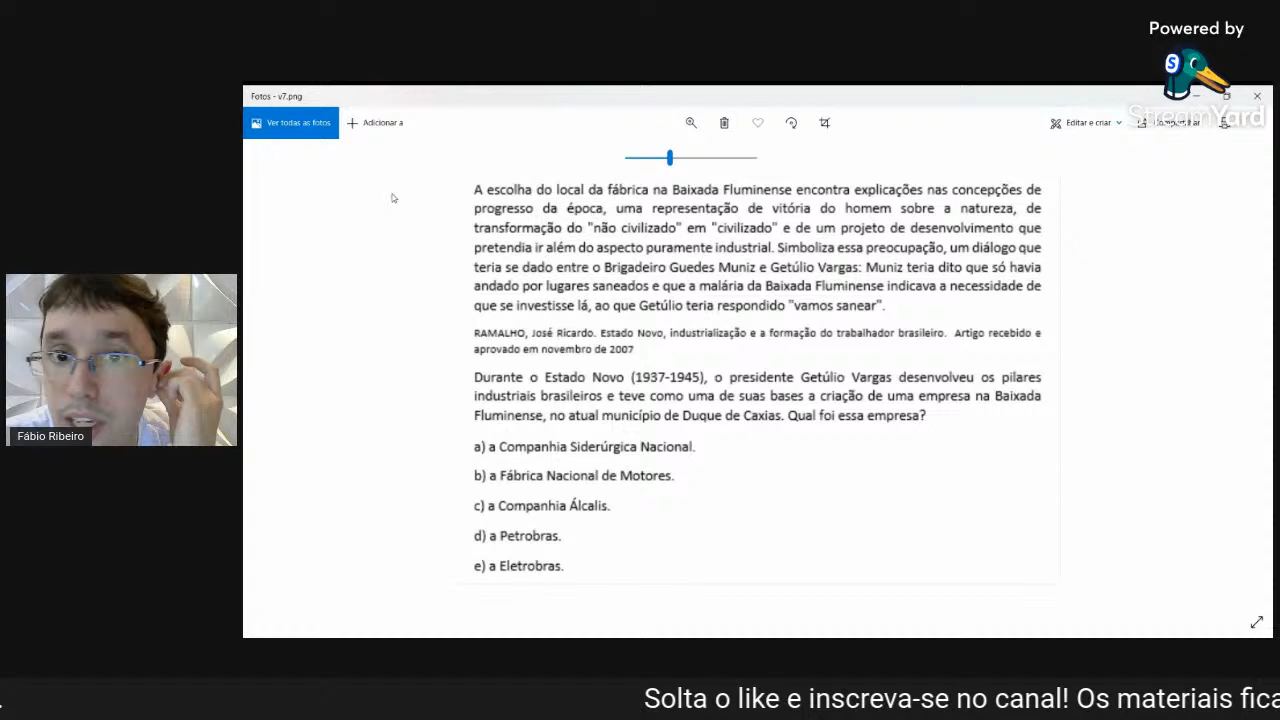 Powered by
StreamYard
Fotos - v7.png
Ver todas as fotos
Adicionar a
Editar e criar
Compartilhar
A escolha do local da fábrica na Baixada Fluminense encontra explicações nas concepções de
progresso da época, uma representação de vitória do homem sobre a natureza, de
transformação do "não civilizado" em "civilizado" e de um projeto de desenvolvimento que
pretendia ir além do aspecto puramente industrial. Simboliza essa preocupação, um diálogo que
teria se dado entre o Brigadeiro Guedes Muniz e Getúlio Vargas: Muniz teria dito que só havia
andado por lugares saneados e que a malária da Baixada Fluminense indicava a necessidade de
que se investisse lá, ao que Getúlio teria respondido "vamos sanear".
RAMALHO, José Ricardo. Estado Novo, industrialização e a formação do trabalhador brasileiro. Artigo recebido e
aprovado em novembro de 2007
Durante o Estado Novo (1937-1945), o presidente Getúlio Vargas desenvolveu os pilares
industriais brasileiros e teve como uma de suas bases a criação de uma empresa na Baixada
Fluminense, no atual município de Duque de Caxias. Qual foi essa empresa?
a) a Companhia Siderúrgica Nacional.
b) a Fábrica Nacional de Motores.
c) a Companhia Álcalis.
d) a Petrobras.
e) a Eletrobras.
Fábio Ribeiro
. Solta o like e inscreva-se no canal! Os materiais fica